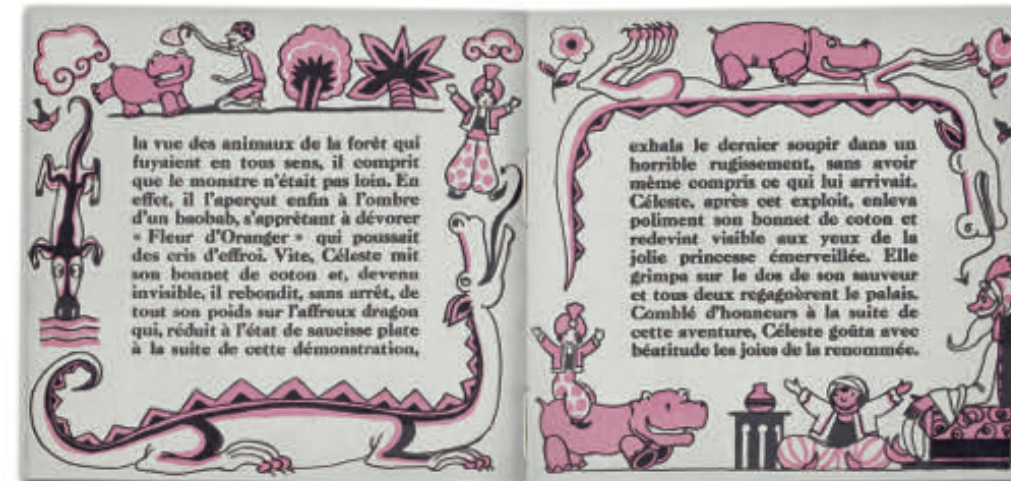 la vue des animaux de la forêt qui
fuyaient en tous sens, il comprit
que le monstre n'était pas loin. En
effet, il l'aperçut enfin à l'ombre
d'un baobab, s'apprêtant à dévorer
« Fleur d'Oranger » qui poussait
des cris d'effroi. Vite, Céleste mit
son bonnet de coton et, devenu
invisible, il rebondit, sans arrêt, de
tout son poids sur l'affreux dragon
qui, réduit à l'état de saucisse plate
à la suite de cette démonstration,
exhala le dernier soupir dans un
horrible rugissement, sans avoir
même compris ce qui lui arrivait.
Céleste, après cet exploit, enleva
poliment son bonnet de coton et
redevint visible aux yeux de la
jolie princesse émerveillée. Elle
grimpa sur le dos de son sauveur
et tous deux regagnèrent le palais.
Comblé d'honneurs à la suite de
cette aventure, Céleste goûta avec
béatitude les joies de la renommée.